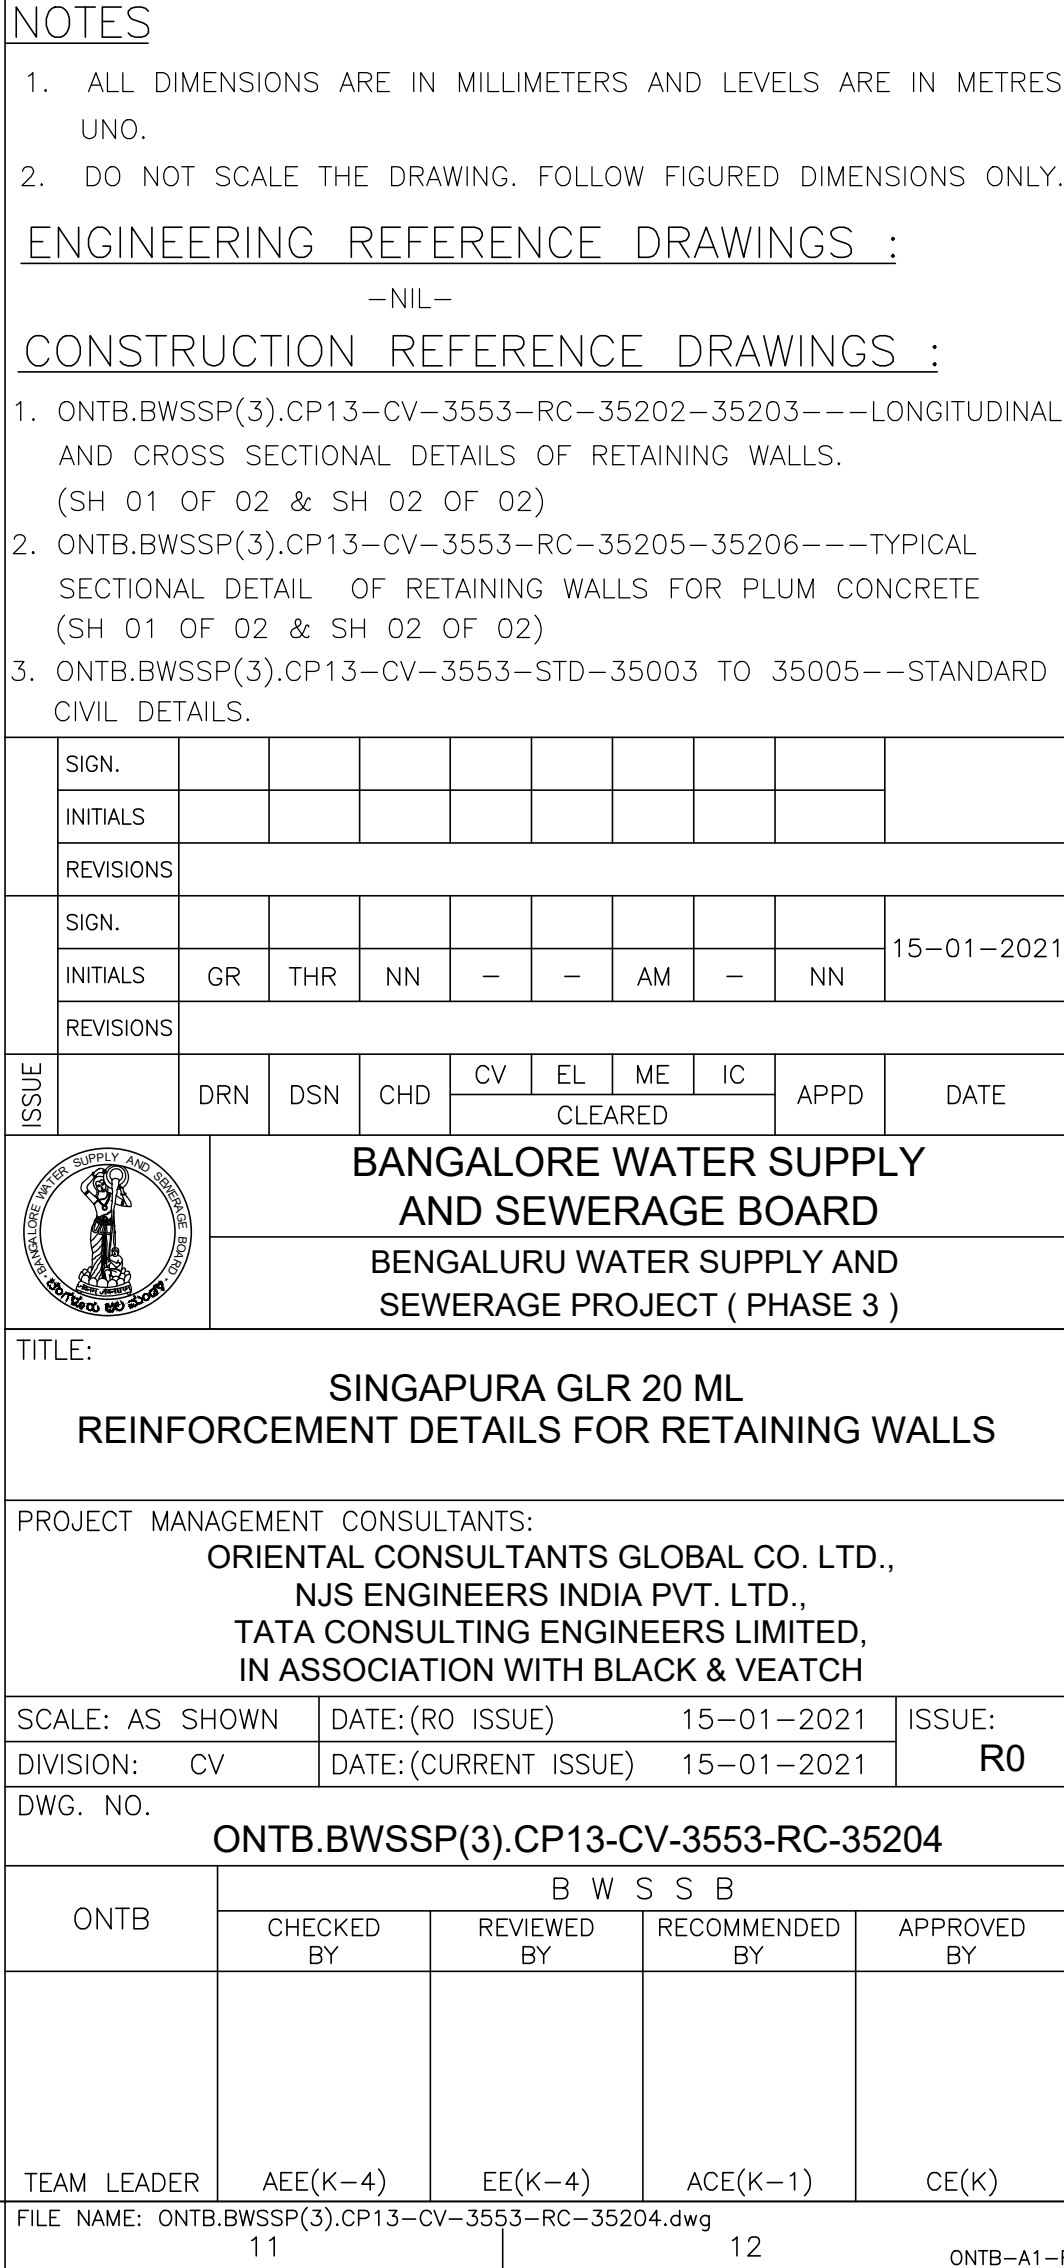 NOTES
1. ALL DIMENSIONS ARE IN MILLIMETERS AND LEVELS ARE IN METRES
UNO.
2. DO NOT SCALE THE DRAWING. FOLLOW FIGURED DIMENSIONS ONLY.
ENGINEERING REFERENCE DRAWINGS :
-NIL-
CONSTRUCTION REFERENCE DRAWINGS :
1. ONTB.BWSSP(3).CP13-CV-3553-RC-35202-35203---LONGITUDINAL
AND CROSS SECTIONAL DETAILS OF RETAINING WALLS.
(SH 01 OF 02 & SH 02 OF 02)
2. ONTB.BWSSP(3).CP13-CV-3553-RC-35205-35206---TYPICAL
SECTIONAL DETAIL OF RETAINING WALLS FOR PLUM CONCRETE
(SH 01 OF 02 & SH 02 OF 02)
3. ONTB.BWSSP(3).CP13-CV-3553-STD-35003 TO 35005--STANDARD
CIVIL DETAILS.
SIGN.
INITIALS
REVISIONS
SIGN.
15-01-2021
INITIALS GR THR NN - - AM - NN
REVISIONS
ISSUE DRN DSN CHD CV EL ME IC APPD DATE
CLEARED
BANGALORE WATER SUPPLY AND SEWERAGE BOARD
BANGALORE WATER SUPPLY
AND SEWERAGE BOARD
BENGALURU WATER SUPPLY AND
SEWERAGE PROJECT ( PHASE 3 )
TITLE:
SINGAPURA GLR 20 ML
REINFORCEMENT DETAILS FOR RETAINING WALLS
PROJECT MANAGEMENT CONSULTANTS:
ORIENTAL CONSULTANTS GLOBAL CO. LTD.,
NJS ENGINEERS INDIA PVT. LTD.,
TATA CONSULTING ENGINEERS LIMITED,
IN ASSOCIATION WITH BLACK & VEATCH
SCALE: AS SHOWN DATE:(R0 ISSUE) 15-01-2021 ISSUE:
DIVISION: CV DATE:(CURRENT ISSUE) 15-01-2021 R0
DWG. NO.
ONTB.BWSSP(3).CP13-CV-3553-RC-35204
ONTB B W S S B
CHECKED BY REVIEWED BY RECOMMENDED BY APPROVED BY
TEAM LEADER AEE(K-4) EE(K-4) ACE(K-1) CE(K)
FILE NAME: ONTB.BWSSP(3).CP13-CV-3553-RC-35204.dwg
11 12